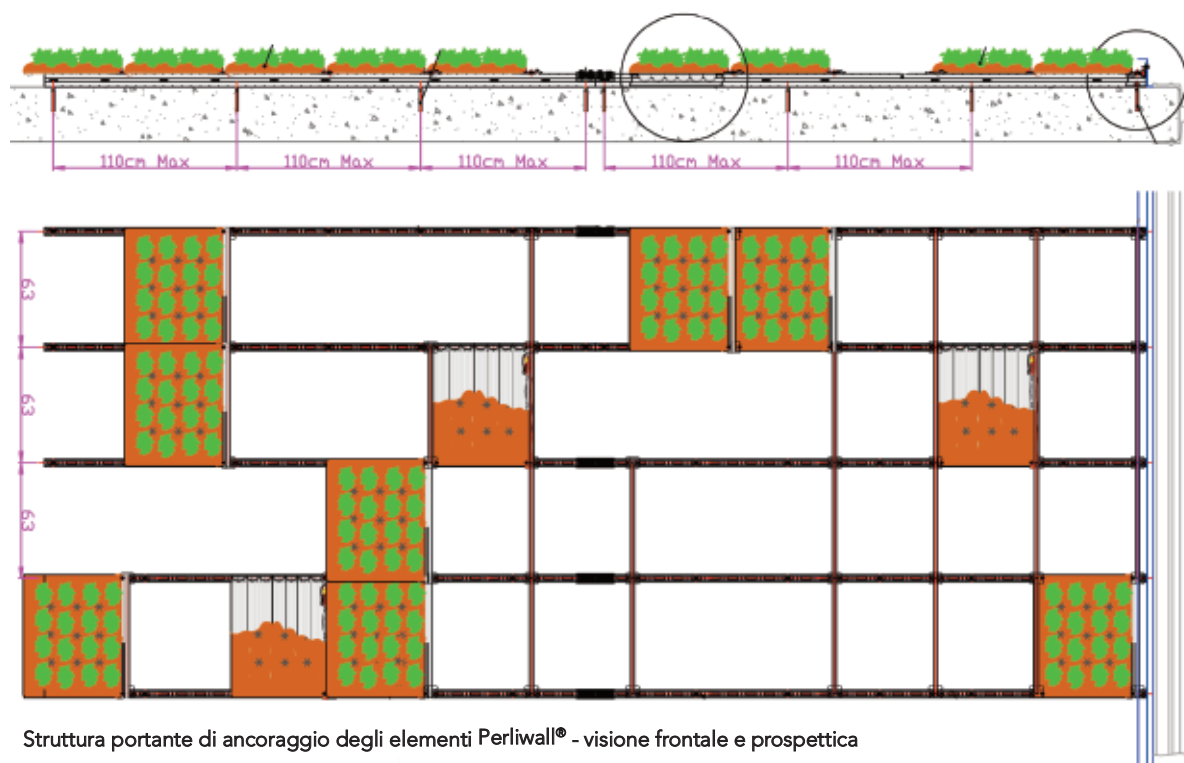 110cm Max
110cm Max
110cm Max
110cm Max
110cm Max
63
63
63
Struttura portante di ancoraggio degli elementi Perliwall® - visione frontale e prospettica